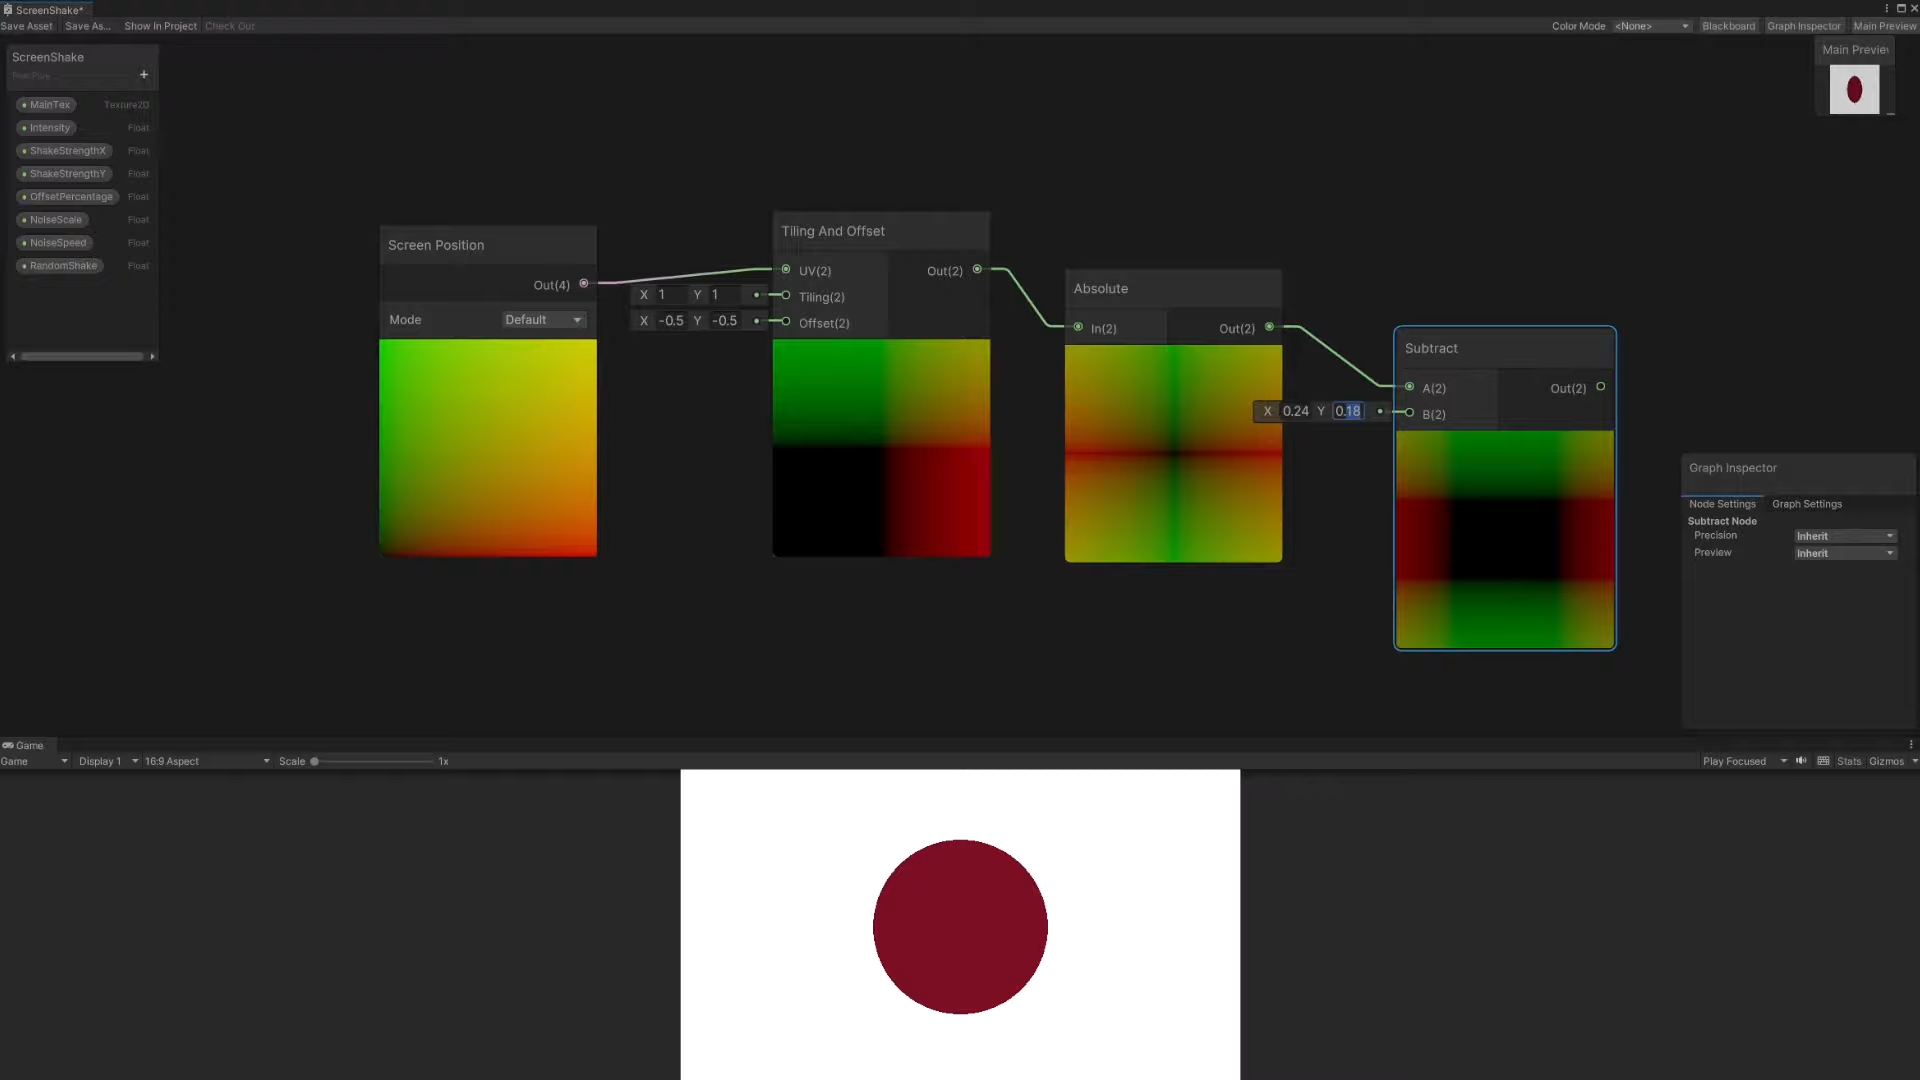 ScreenShake*
Save Asset Save As... Show In Project Check Out Color Mode <None> Blackboard Graph Inspector Main Preview
ScreenShake
+
MainTex Texture2D
Intensity Float
ShakeStrengthX Float
ShakeStrengthY Float
OffsetPercentage Float
NoiseScale Float
NoiseSpeed Float
RandomShake Float
Main Preview
Screen Position
Out(4)
Mode Default
Tiling And Offset
UV(2) Out(2)
X 1 Y 1 Tiling(2)
X -0.5 Y -0.5 Offset(2)
Absolute
In(2) Out(2)
Subtract
A(2) Out(2)
X 0.24 Y 0.18 B(2)
Graph Inspector
Node Settings Graph Settings
Subtract Node
Precision Inherit
Preview Inherit
Game
Game Display 1 16:9 Aspect Scale 1x Play Focused Stats Gizmos